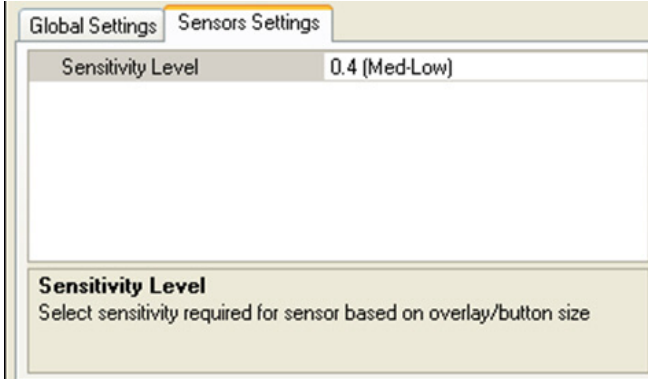 Global Settings Sensors Settings
Sensitivity Level 0.4 (Med-Low)
Sensitivity Level
Select sensitivity required for sensor based on overlay/button size